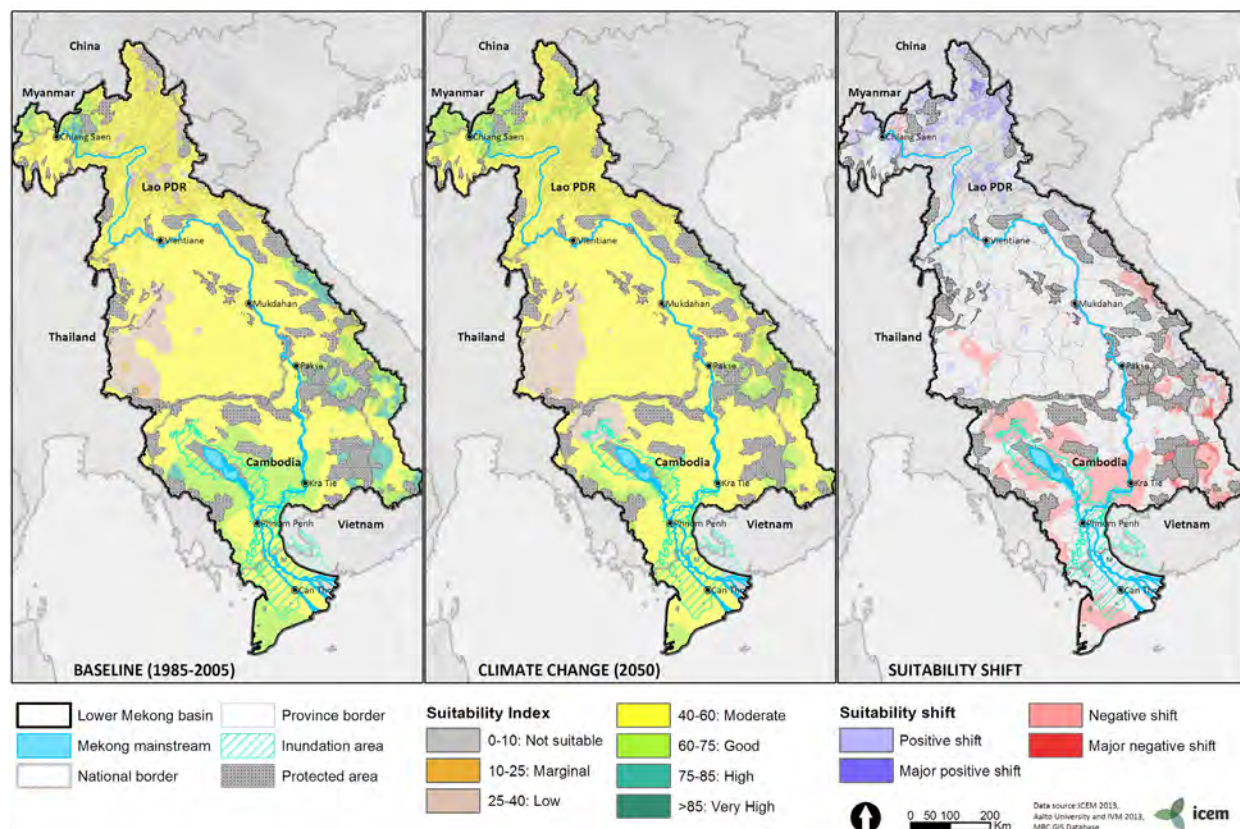 China
Myanmar
Chiang Saen
Lao PDR
Vientiane
Mukdahan
Thailand
Pakse
Cambodia
Kra Tie
Phnom Penh
Vietnam
BASELINE (1985-2005)
China
Myanmar
Chiang Saen
Lao PDR
Vientiane
Mukdahan
Thailand
Pakse
Cambodia
Kra Tie
Phnom Penh
Vietnam
CLIMATE CHANGE (2050)
China
Myanmar
Chiang Saen
Lao PDR
Vientiane
Mukdahan
Thailand
Pakse
Cambodia
Kra Tie
Phnom Penh
Vietnam
SUITABILITY SHIFT
Lower Mekong basin
Mekong mainstream
National border
Province border
Inundation area
Protected area
Suitability Index
0-10: Not suitable
10-25: Marginal
25-40: Low
40-60: Moderate
60-75: Good
75-85: High
>85: Very High
Suitability shift
Positive shift
Major positive shift
Negative shift
Major negative shift
0 50 100 200
Km
Data source:ICEM 2013,
Aalto University and IVM 2013,
MRC GIS Database
icem